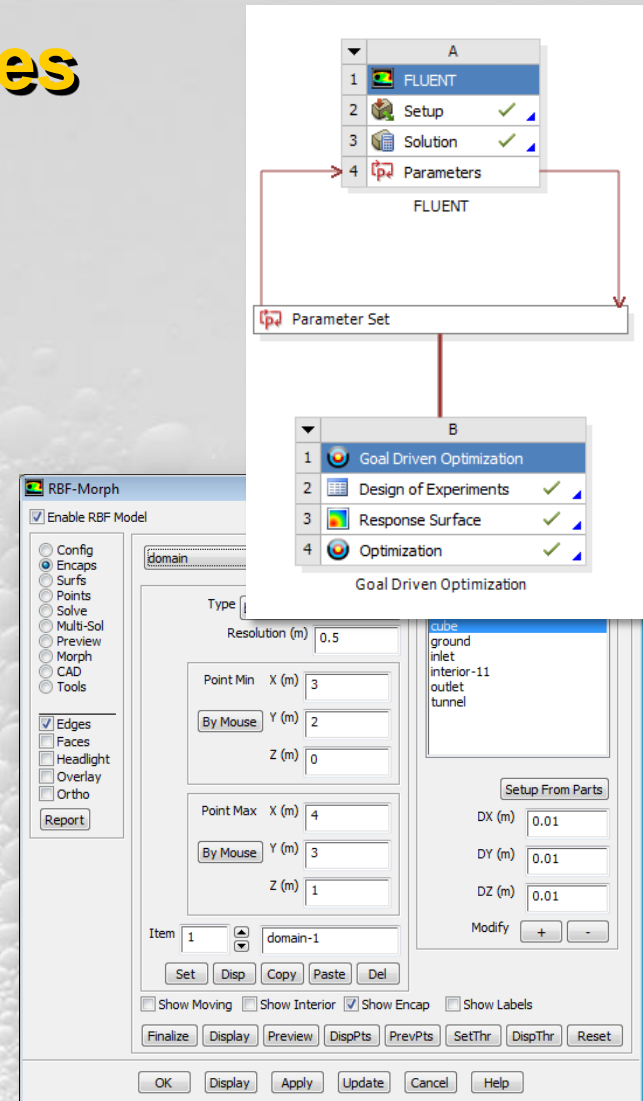 es
A
1 FLUENT
2 Setup
3 Solution
4 Parameters
FLUENT
Parameter Set
B
1 Goal Driven Optimization
2 Design of Experiments
3 Response Surface
4 Optimization
Goal Driven Optimization
RBF-Morph
Enable RBF Model
Config
Encaps
Surfs
Points
Solve
Multi-Sol
Preview
Morph
CAD
Tools
Edges
Faces
Headlight
Overlay
Ortho
Report
domain
Type
Resolution (m) 0.5
Point Min X (m) 3
By Mouse Y (m) 2
Z (m) 0
Point Max X (m) 4
By Mouse Y (m) 3
Z (m) 1
Item 1 domain-1
Set Disp Copy Paste Del
cube
ground
inlet
interior-11
outlet
tunnel
Setup From Parts
DX (m) 0.01
DY (m) 0.01
DZ (m) 0.01
Modify + -
Show Moving Show Interior Show Encap Show Labels
Finalize Display Preview DispPts PrevPts SetThr DispThr Reset
OK Display Apply Update Cancel Help